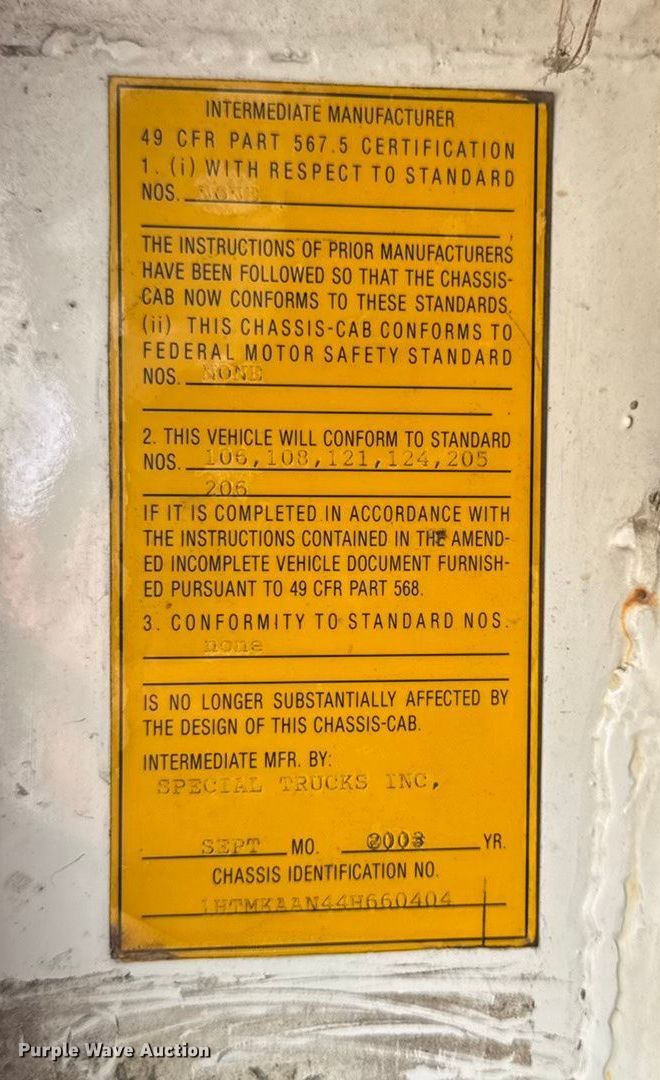 INTERMEDIATE MANUFACTURER
49 CFR PART 567.5 CERTIFICATION
1. (i) WITH RESPECT TO STANDARD
NOS. NONE
THE INSTRUCTIONS OF PRIOR MANUFACTURERS
HAVE BEEN FOLLOWED SO THAT THE CHASSIS-
CAB NOW CONFORMS TO THESE STANDARDS.
(ii) THIS CHASSIS-CAB CONFORMS TO
FEDERAL MOTOR SAFETY STANDARD
NOS. NONE
2. THIS VEHICLE WILL CONFORM TO STANDARD
NOS. 106,108,121,124,205
206
IF IT IS COMPLETED IN ACCORDANCE WITH
THE INSTRUCTIONS CONTAINED IN THE AMEND-
ED INCOMPLETE VEHICLE DOCUMENT FURNISH-
ED PURSUANT TO 49 CFR PART 568.
3. CONFORMITY TO STANDARD NOS.
none
IS NO LONGER SUBSTANTIALLY AFFECTED BY
THE DESIGN OF THIS CHASSIS-CAB.
INTERMEDIATE MFR. BY:
SPECIAL TRUCKS INC,
SEPT MO. 2003 YR.
CHASSIS IDENTIFICATION NO.
1HTMKAAN44H660404
Purple Wave Auction